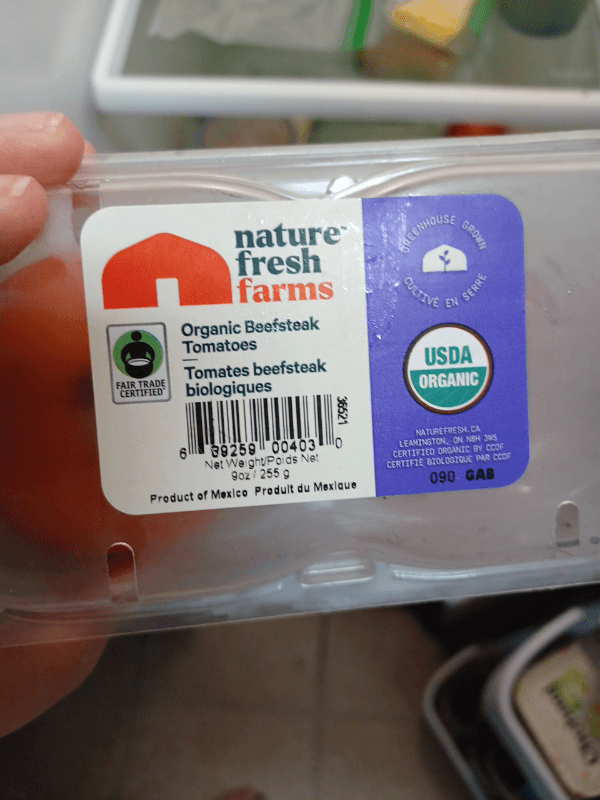 nature
fresh
farms
Organic Beefsteak
Tomatoes
Tomates beefsteak
biologiques
FAIR TRADE
CERTIFIED
36521
6 89259 00403 0
Net Weight/Poids Net
9oz / 255 g
Product of Mexico Produit du Mexique
GREENHOUSE GROWN
CULTIVÉ EN SERRE
USDA
ORGANIC
NATUREFRESH.CA
LEAMINGTON, ON N8H 3W5
CERTIFIED ORGANIC BY CCOF
CERTIFIÉ BIOLOGIQUE PAR CCOF
090 GAB